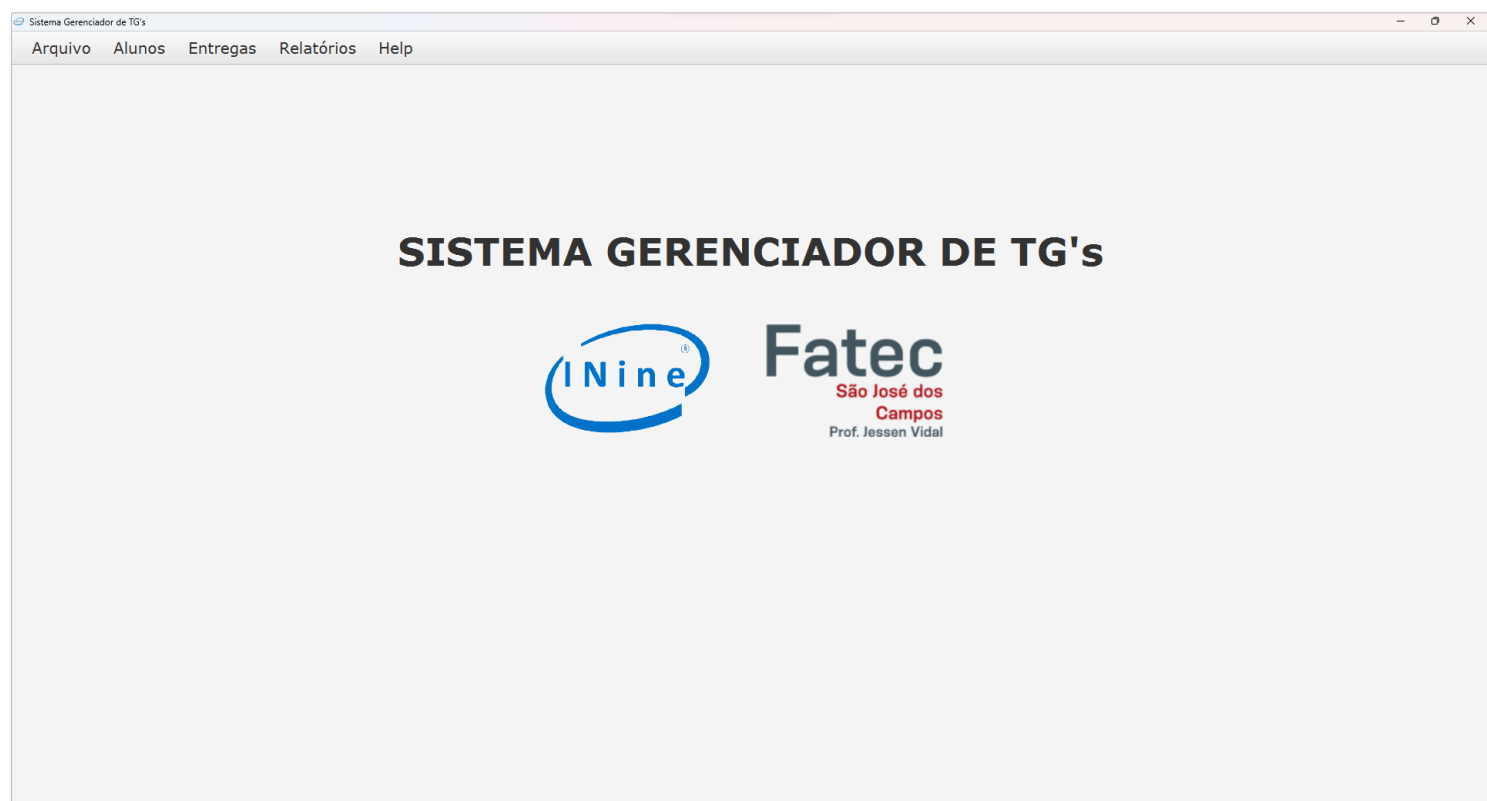 Sistema Gerenciador de TG's
Arquivo Alunos Entregas Relatórios Help
SISTEMA GERENCIADOR DE TG's
INine®
Fatec
São José dos
Campos
Prof. Jessen Vidal